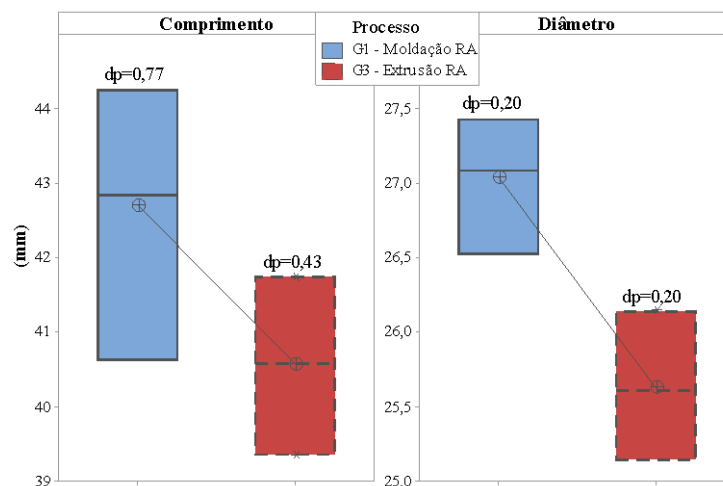 Comprimento
Processo
Diâmetro
G1 - Moldação RA
G3 - Extrusão RA
dp=0,77
dp=0,43
dp=0,20
dp=0,20
(mm)
44
43
42
41
40
39
27,5
27,0
26,5
26,0
25,5
25,0